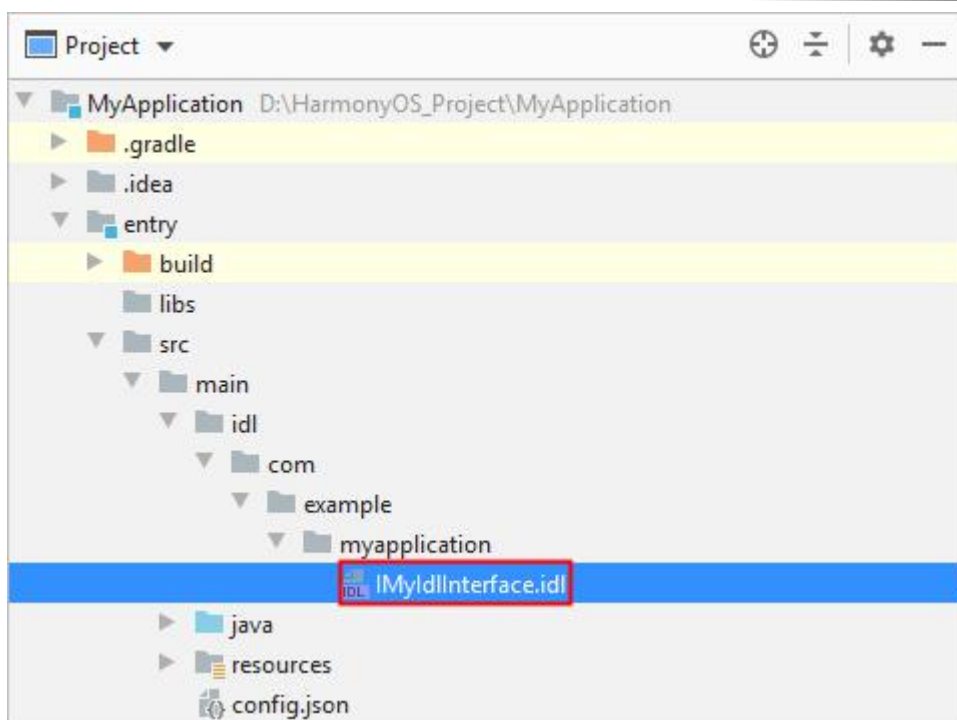 Project
MyApplication D:\HarmonyOS_Project\MyApplication
.gradle
.idea
entry
build
libs
src
main
idl
com
example
myapplication
IDL IMyIdlInterface.idl
java
resources
config.json